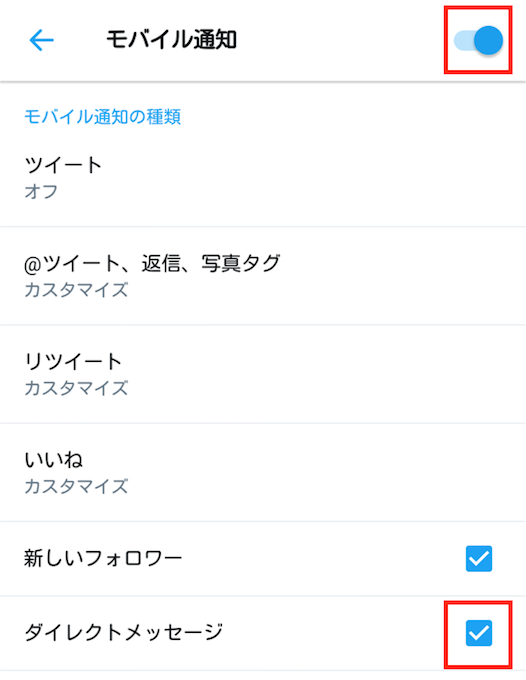 モバイル通知
モバイル通知の種類
ツイート
オフ
@ツイート、返信、写真タグ
カスタマイズ
リツイート
カスタマイズ
いいね
カスタマイズ
新しいフォロワー
ダイレクトメッセージ